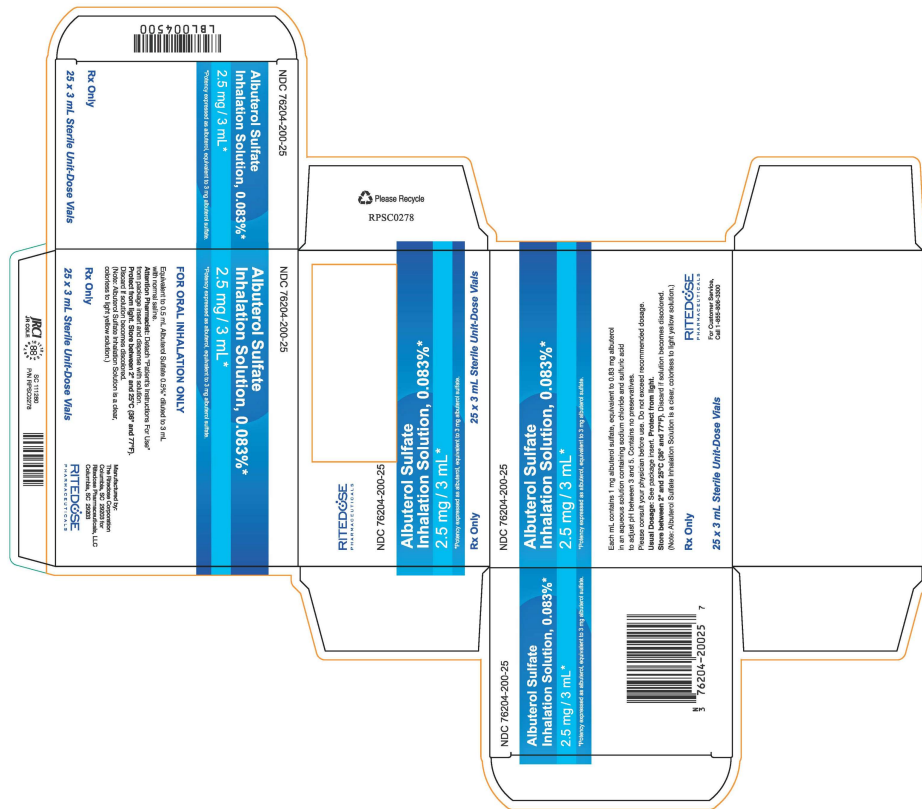 LBL004500
NDC 76204-200-25
Albuterol Sulfate
Inhalation Solution, 0.083%*
2.5 mg / 3 mL*
*Potency expressed as albuterol, equivalent to 3 mg albuterol sulfate.
Rx Only
25 x 3 mL Sterile Unit-Dose Vials
NDC 76204-200-25
Albuterol Sulfate
Inhalation Solution, 0.083%*
2.5 mg / 3 mL*
*Potency expressed as albuterol, equivalent to 3 mg albuterol sulfate.
FOR ORAL INHALATION ONLY
Equivalent to 0.5 mL Albuterol Sulfate 0.5%* diluted to 3 mL
with normal saline.
Attention Pharmacist: Detach "Patient's Instructions For Use"
from package insert and dispense with solution.
Protect from light. Store between 2° and 25°C (36° and 77°F).
Discard if solution becomes discolored.
(Note: Albuterol Sulfate Inhalation Solution is a clear,
colorless to light yellow solution.)
Rx Only
25 x 3 mL Sterile Unit-Dose Vials
Manufactured by:
The Ritedose Corporation
Columbia, SC 29203 for
Ritedose Pharmaceuticals, LLC
Columbia, SC 29203
RITEDOSE
PHARMACEUTICALS
JRCI
SC 111280
P/N RPSC0278
Please Recycle
RPSC0278
RITEDOSE
PHARMACEUTICALS
NDC 76204-200-25
Albuterol Sulfate
Inhalation Solution, 0.083%*
2.5 mg / 3 mL*
*Potency expressed as albuterol, equivalent to 3 mg albuterol sulfate.
Rx Only
25 x 3 mL Sterile Unit-Dose Vials
Albuterol Sulfate
Inhalation Solution, 0.083%*
2.5 mg / 3 mL*
*Potency expressed as albuterol, equivalent to 3 mg albuterol sulfate.
Each mL contains 1 mg albuterol sulfate, equivalent to 0.83 mg albuterol
in an aqueous solution containing sodium chloride and sulfuric acid
to adjust pH between 3 and 5. Contains no preservatives.
Please consult your physician before use. Do not exceed recommended dosage.
Usual Dosage: See package insert. Protect from light.
Store between 2° and 25°C (36° and 77°F). Discard if solution becomes discolored.
(Note: Albuterol Sulfate Inhalation Solution is a clear, colorless to light yellow solution.)
Rx Only
25 x 3 mL Sterile Unit-Dose Vials
RITEDOSE
PHARMACEUTICALS
For Customer Service,
Call 1-855-806-3300
NDC 76204-200-25
Albuterol Sulfate
Inhalation Solution, 0.083%*
2.5 mg / 3 mL*
*Potency expressed as albuterol, equivalent to 3 mg albuterol sulfate.
N
3 76204-20025 7